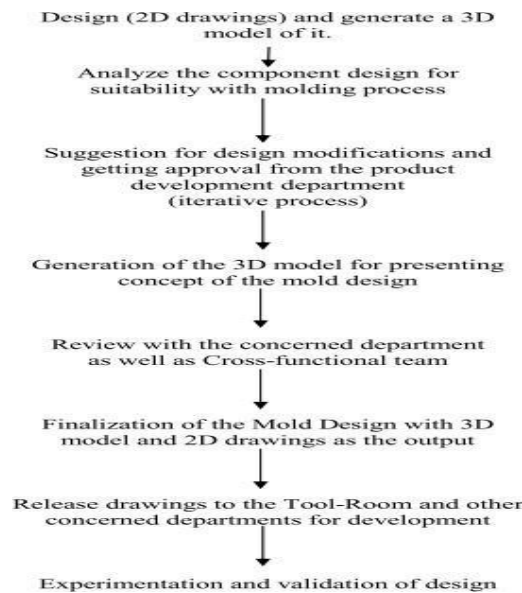 Design (2D drawings) and generate a 3D
model of it.
Analyze the component design for
suitability with molding process
Suggestion for design modifications and
getting approval from the product
development department
(iterative process)
Generation of the 3D model for presenting
concept of the mold design
Review with the concerned department
as well as Cross-functional team
Finalization of the Mold Design with 3D
model and 2D drawings as the output
Release drawings to the Tool-Room and other
concerned departments for development
Experimentation and validation of design